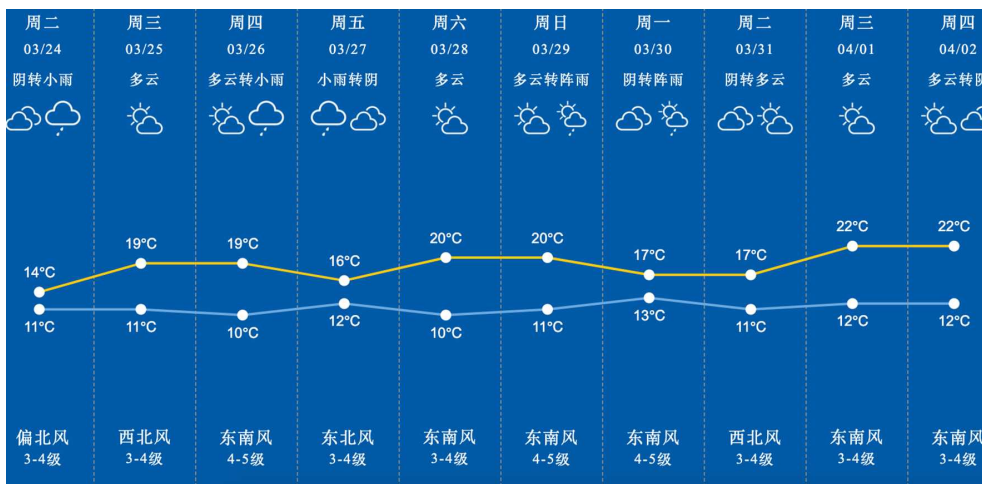 周二 周三 周四 周五 周六 周日 周一 周二 周三 周四
03/24 03/25 03/26 03/27 03/28 03/29 03/30 03/31 04/01 04/02
阴转小雨 多云 多云转小雨 小雨转阴 多云 多云转阵雨 阴转阵雨 阴转多云 多云 多云转阴
14°C 19°C 19°C 16°C 20°C 20°C 17°C 17°C 22°C 22°C
11°C 11°C 10°C 12°C 10°C 11°C 13°C 11°C 12°C 12°C
偏北风 西北风 东南风 东北风 东南风 东南风 东南风 西北风 东南风 东南风
3-4级 3-4级 4-5级 3-4级 3-4级 4-5级 4-5级 3-4级 3-4级 3-4级